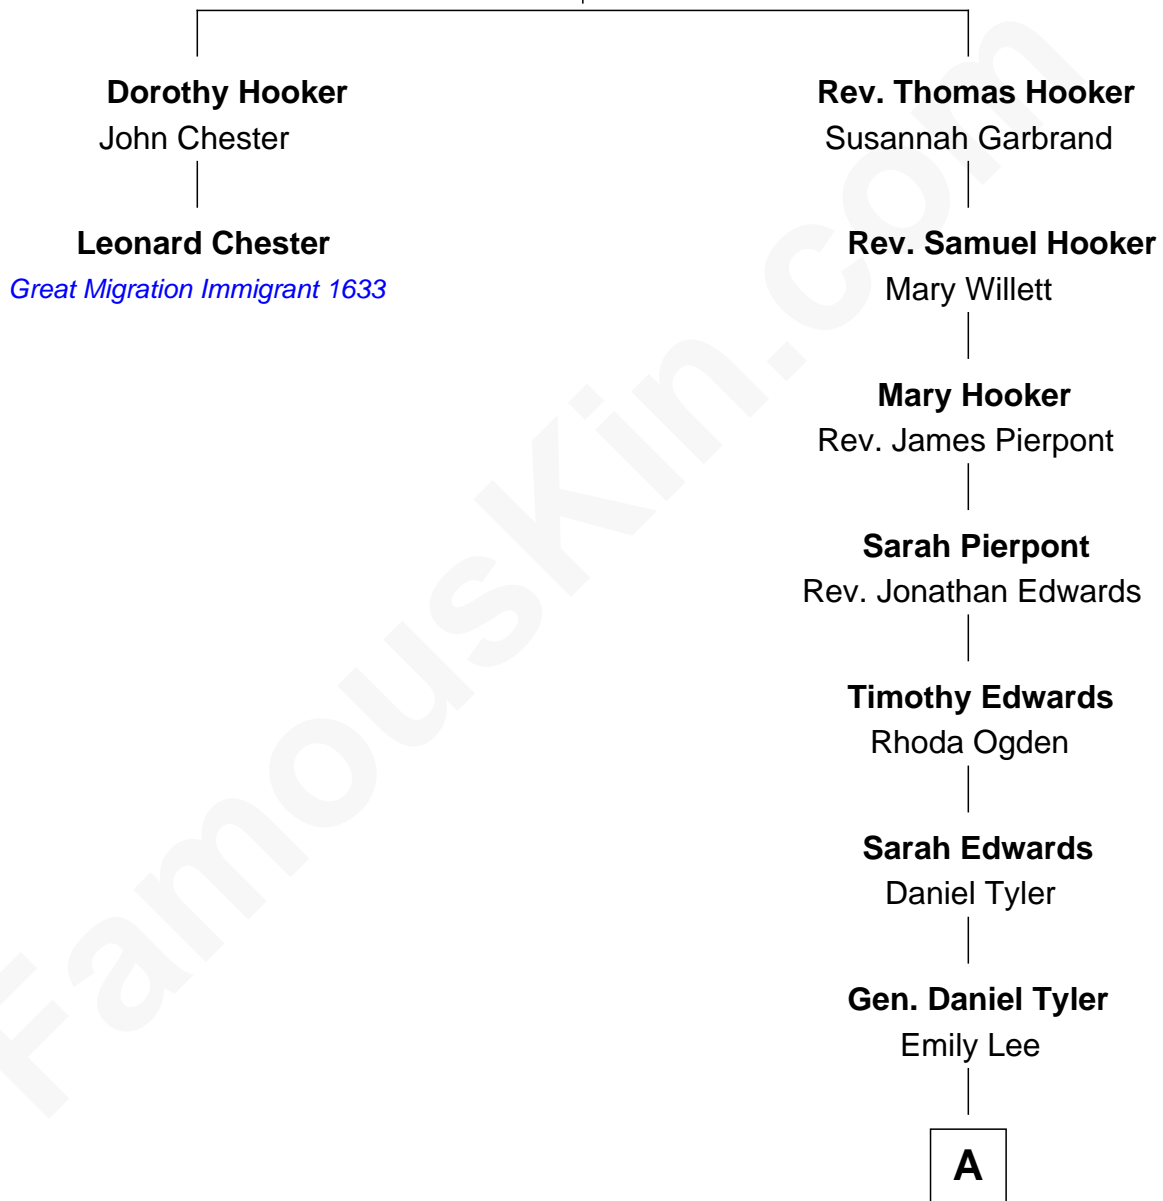 Dorothy Hooker
John Chester
Leonard Chester
Great Migration Immigrant 1633
Rev. Thomas Hooker
Susannah Garbrand
Rev. Samuel Hooker
Mary Willett
Mary Hooker
Rev. James Pierpont
Sarah Pierpont
Rev. Jonathan Edwards
Timothy Edwards
Rhoda Ogden
Sarah Edwards
Daniel Tyler
Gen. Daniel Tyler
Emily Lee
A
FamousKin.com